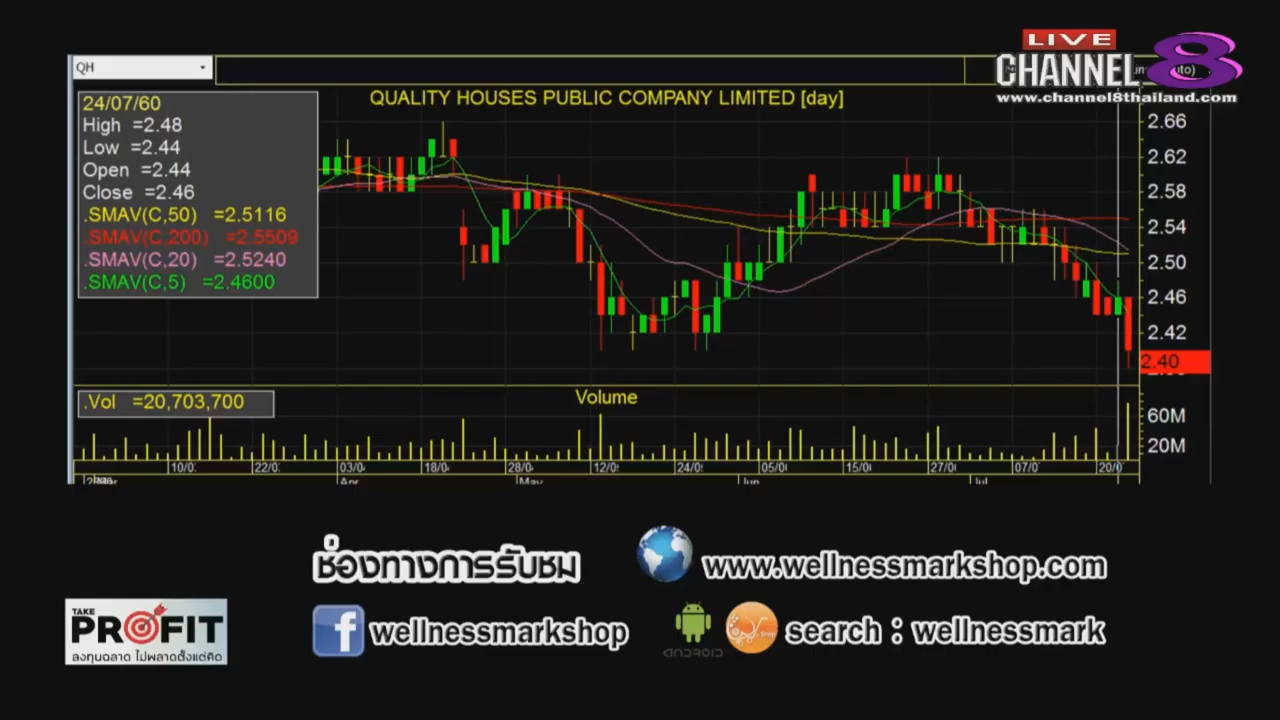 LIVE
CHANNEL 8
www.channel8thailand.com
QH
QUALITY HOUSES PUBLIC COMPANY LIMITED [day]
24/07/60
High =2.48
Low =2.44
Open =2.44
Close =2.46
.SMAV(C,50) =2.5116
.SMAV(C,200) =2.5509
.SMAV(C,20) =2.5240
.SMAV(C,5) =2.4600
2.66
2.62
2.58
2.54
2.50
2.46
2.42
2.40
.Vol =20,703,700
Volume
60M
20M
10/0 22/0 03/0 18/0 28/0 12/0 24/0 05/0 15/0 27/0 07/0 20/0
Apr May Jun Jul
ช่องทางการรับชม
www.wellnessmarkshop.com
wellnessmarkshop
ANDROID
search : wellnessmark
TAKE
PROFIT
ลงทุนฉลาด ไม่พลาดตั้งแต่คิด